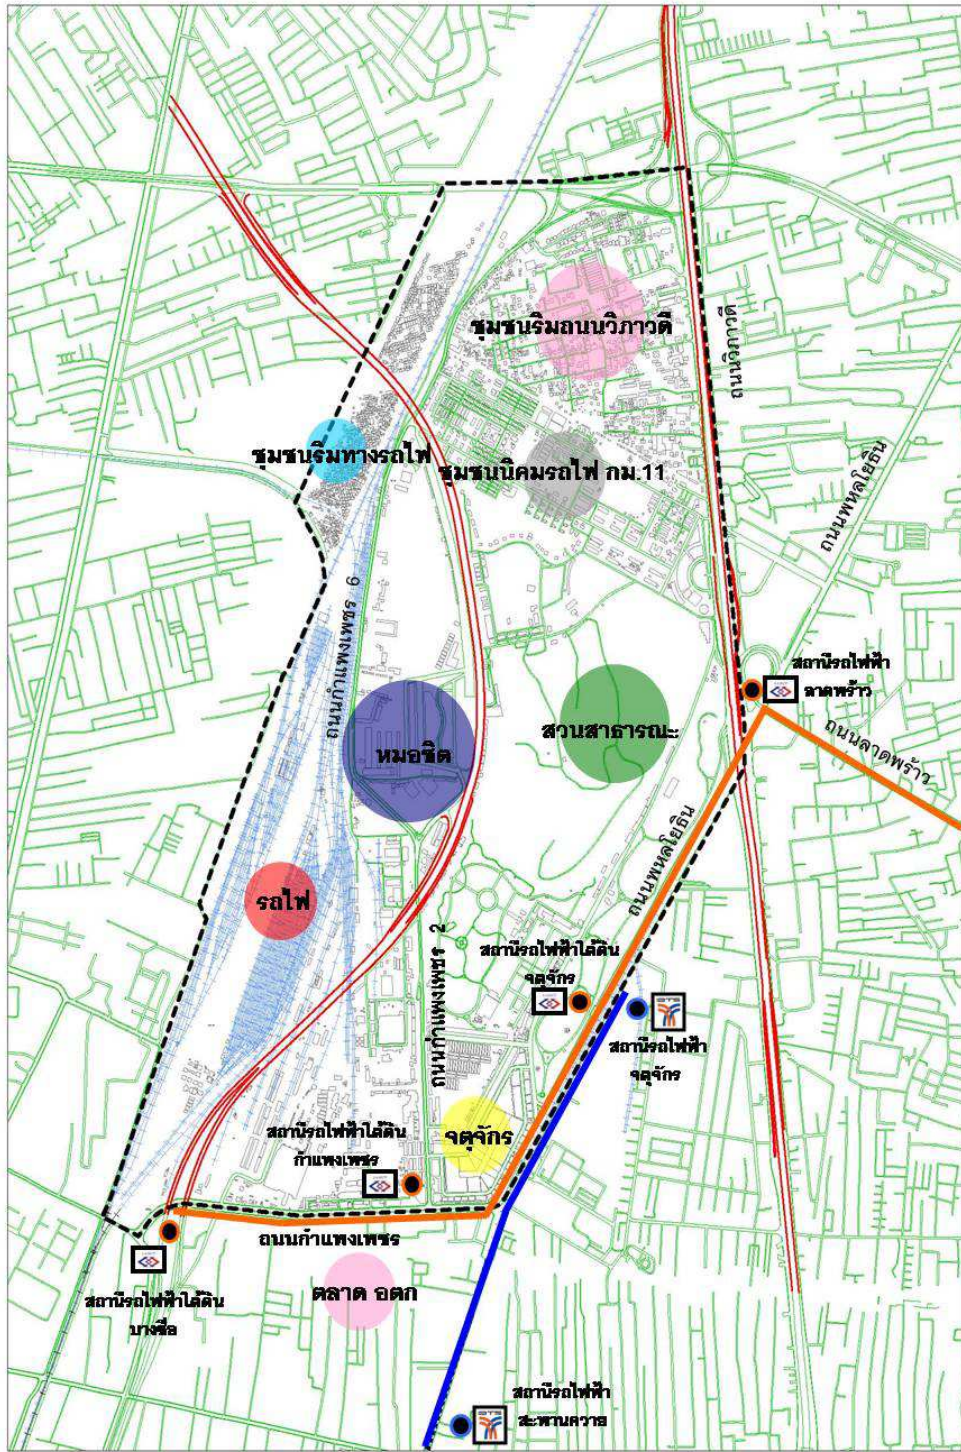 ชุมชนริมถนนวิภาวดี
ถนนวิภาวดี
ชุมชนริมทางรถไฟ
ชุมชนนิคมรถไฟ กม.11
ถนนพหลโยธิน
ถนนกำแพงเพชร 6
สถานีรถไฟฟ้า
ลาดพร้าว
สวนสาธารณะ
หมอชิต
ถนนลาดพร้าว
ถนนพหลโยธิน
รถไฟ
ถนนกำแพงเพชร 2
สถานีรถไฟฟ้าใต้ดิน
จตุจักร
BTS
สถานีรถไฟฟ้า
จตุจักร
สถานีรถไฟฟ้าใต้ดิน
กำแพงเพชร
จตุจักร
ถนนกำแพงเพชร
ตลาด อตก
สถานีรถไฟฟ้าใต้ดิน
บางซื่อ
สถานีรถไฟฟ้า
สะพานควาย
BTS